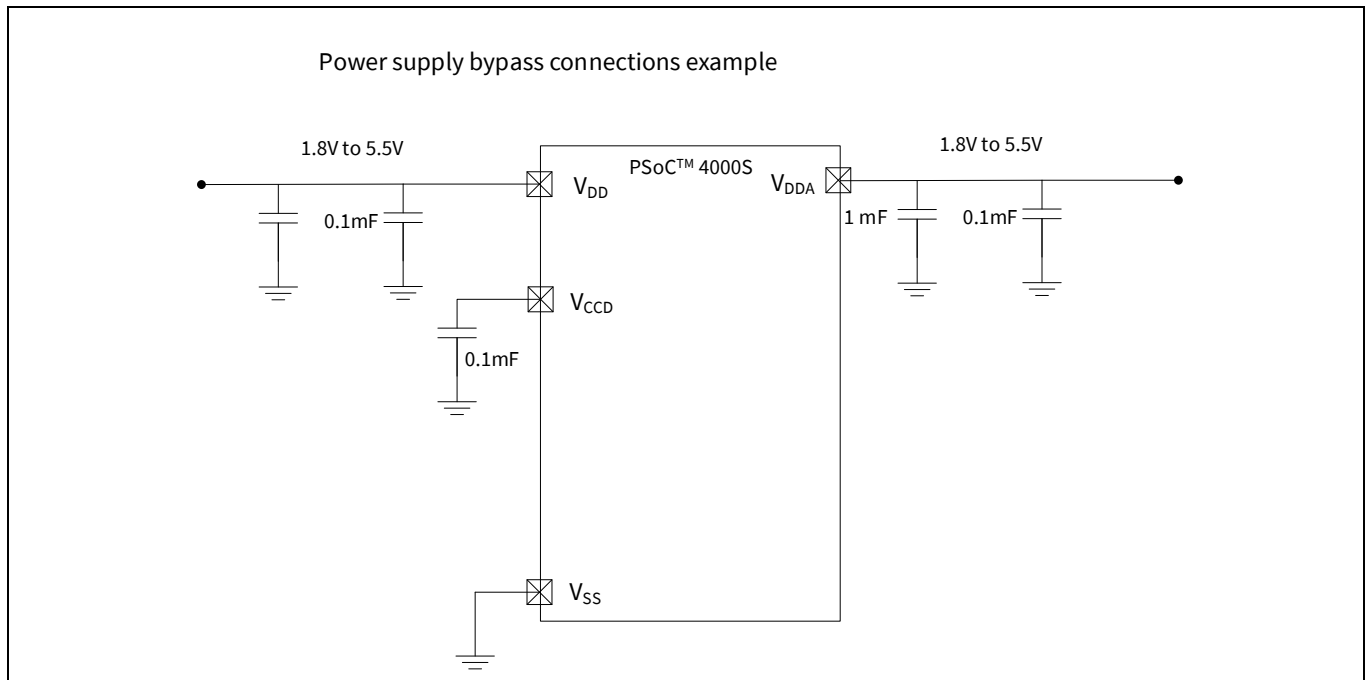 Power supply bypass connections example
1.8V to 5.5V
1.8V to 5.5V
PSoC™ 4000S
VDD
VDDA
0.1mF
1 mF
0.1mF
VCCD
0.1mF
VSS